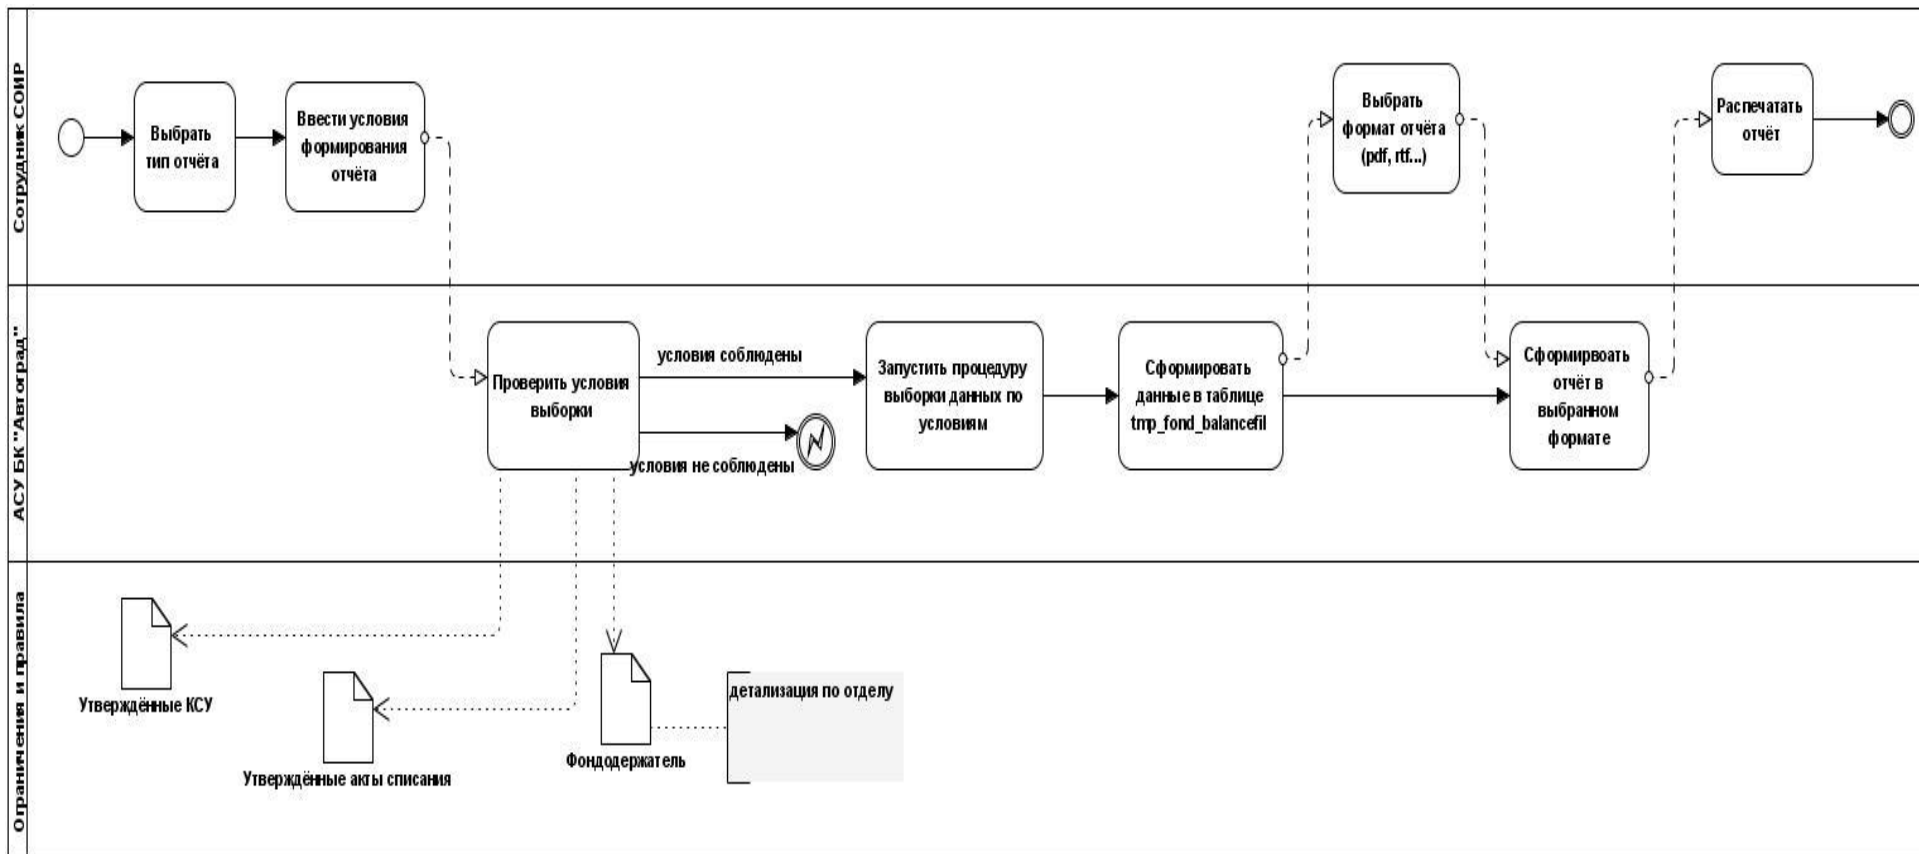 Сотрудник СОИР
Выбрать
тип отчёта
Ввести условия
формирования
отчёта
Выбрать
формат отчёта
(pdf, rtf...)
Распечатать
отчёт
АСУ БК "Автоград"
Проверить условия
выборки
условия соблюдены
условия не соблюдены
Запустить процедуру
выборки данных по
условиям
Сформировать
данные в таблице
tmp_fond_balancefil
Сформирвоать
отчёт в
выбранном
формате
Ограничения и правила
Утверждённые КСУ
Утверждённые акты списания
Фондодержатель
детализация по отделу